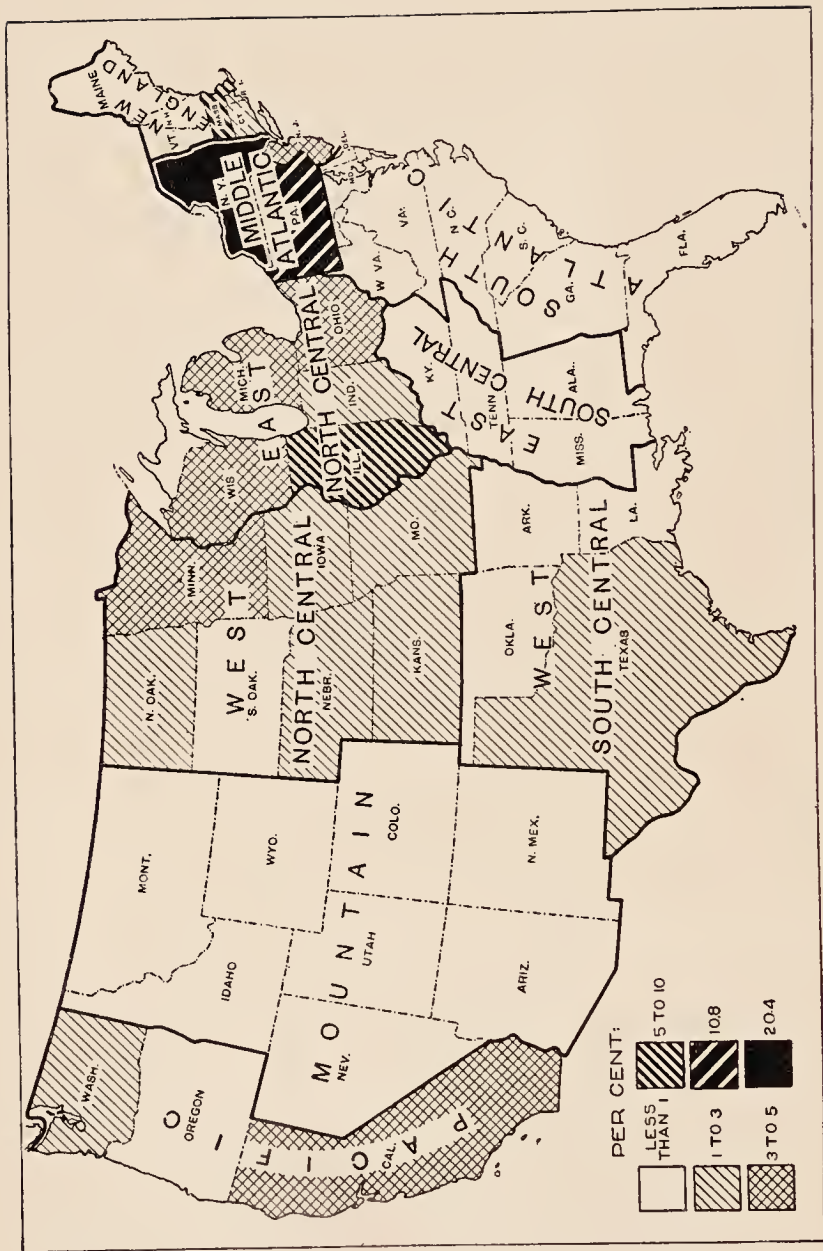 WASH.
OREGON
CAL.
PACIFIC
MONT.
IDAHO
WYO.
NEV.
UTAH
COLO.
ARIZ.
N. MEX.
MOUNTAIN
N. DAK.
S. DAK.
NEBR.
KANS.
MINN.
IOWA
MO.
WEST
NORTH CENTRAL
OKLA.
ARK.
TEXAS
LA.
WEST
SOUTH CENTRAL
WIS
MICH.
ILL.
IND.
OHIO
EAST
NORTH CENTRAL
KY.
TENN
MISS.
ALA.
EAST
SOUTH CENTRAL
MAINE
VT.
N.H.
MASS
CT.
NEW
ENGLAND
N.Y.
PA.
N.J.
MIDDLE
ATLANTIC
DEL.
MD.
W VA.
VA.
N C.
S.C.
GA.
FLA.
SOUTH
ATLANTIC
PER CENT:
LESS
THAN 1
1 TO 3
3 TO 5
5 TO 10
10.8
20.4